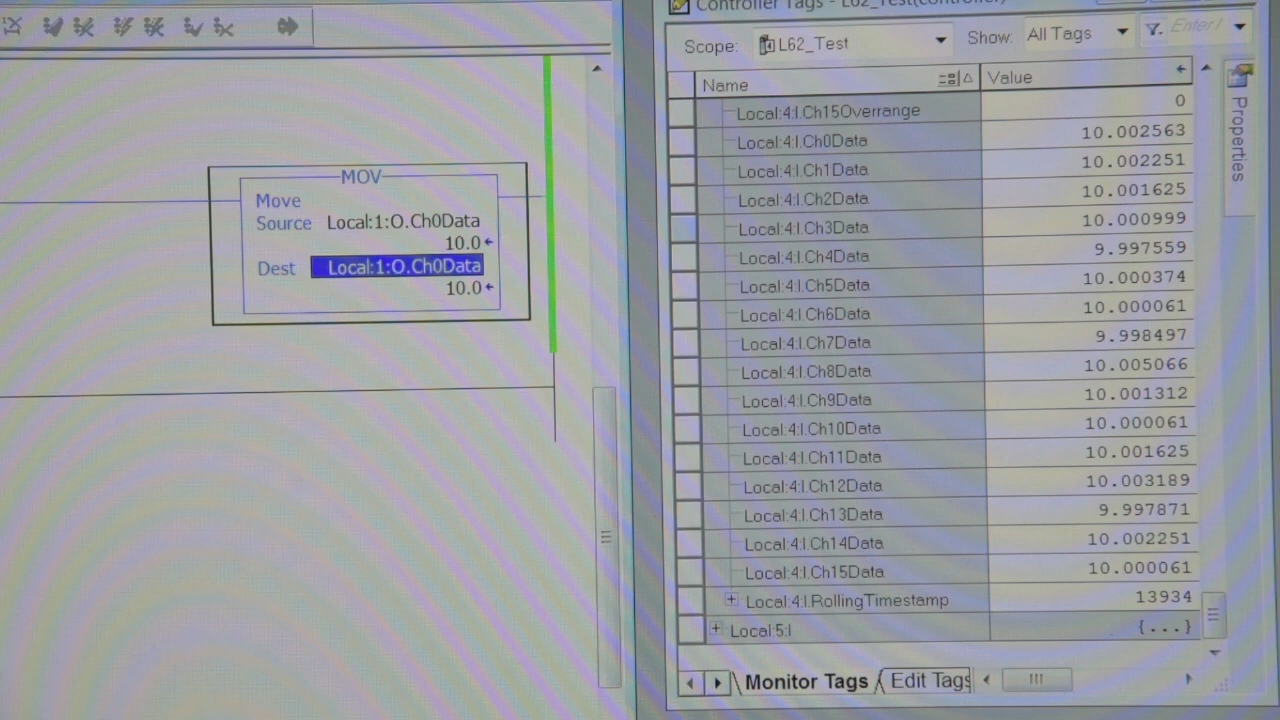 Controller Tags - L62_Test(controller)
Scope: L62_Test Show: All Tags
Name Value
Local:4:I.Ch15Overrange 0
Local:4:I.Ch0Data 10.002563
Local:4:I.Ch1Data 10.002251
Local:4:I.Ch2Data 10.001625
Local:4:I.Ch3Data 10.000999
Local:4:I.Ch4Data 9.997559
Local:4:I.Ch5Data 10.000374
Local:4:I.Ch6Data 10.000061
Local:4:I.Ch7Data 9.998497
Local:4:I.Ch8Data 10.005066
Local:4:I.Ch9Data 10.001312
Local:4:I.Ch10Data 10.000061
Local:4:I.Ch11Data 10.001625
Local:4:I.Ch12Data 10.003189
Local:4:I.Ch13Data 9.997871
Local:4:I.Ch14Data 10.002251
Local:4:I.Ch15Data 10.000061
Local:4:I.RollingTimestamp 13934
Local:5:I {...}
Monitor Tags Edit Tags
Properties
MOV
Move
Source Local:1:O.Ch0Data
10.0
Dest Local:1:O.Ch0Data
10.0